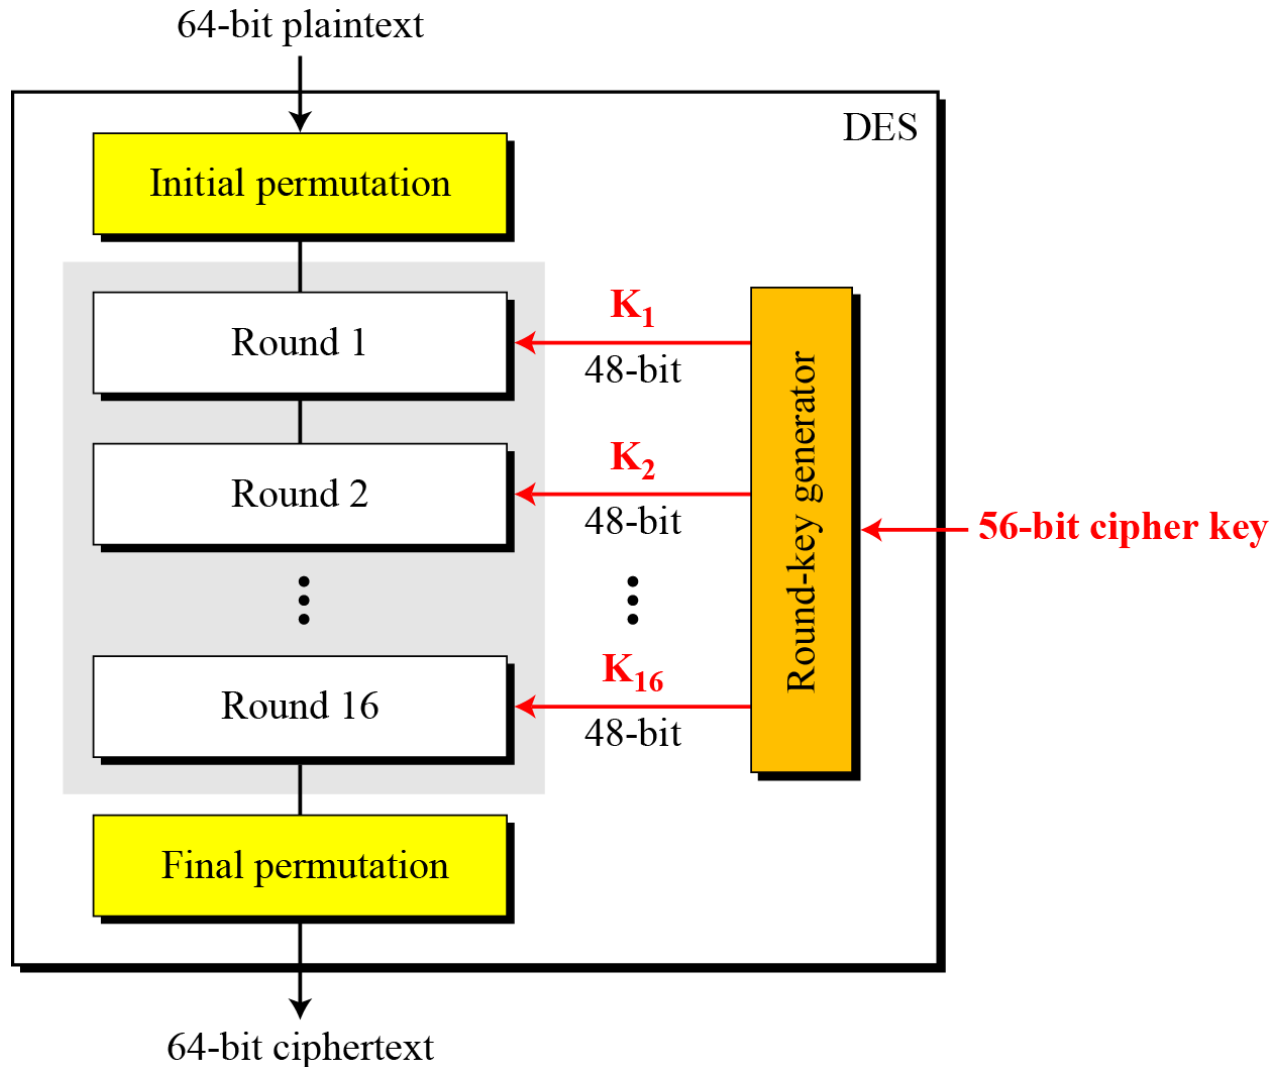 64-bit plaintext
DES
Initial permutation
Round 1
K₁
48-bit
Round 2
K₂
48-bit
Round-key generator
56-bit cipher key
Round 16
K₁₆
48-bit
Final permutation
64-bit ciphertext